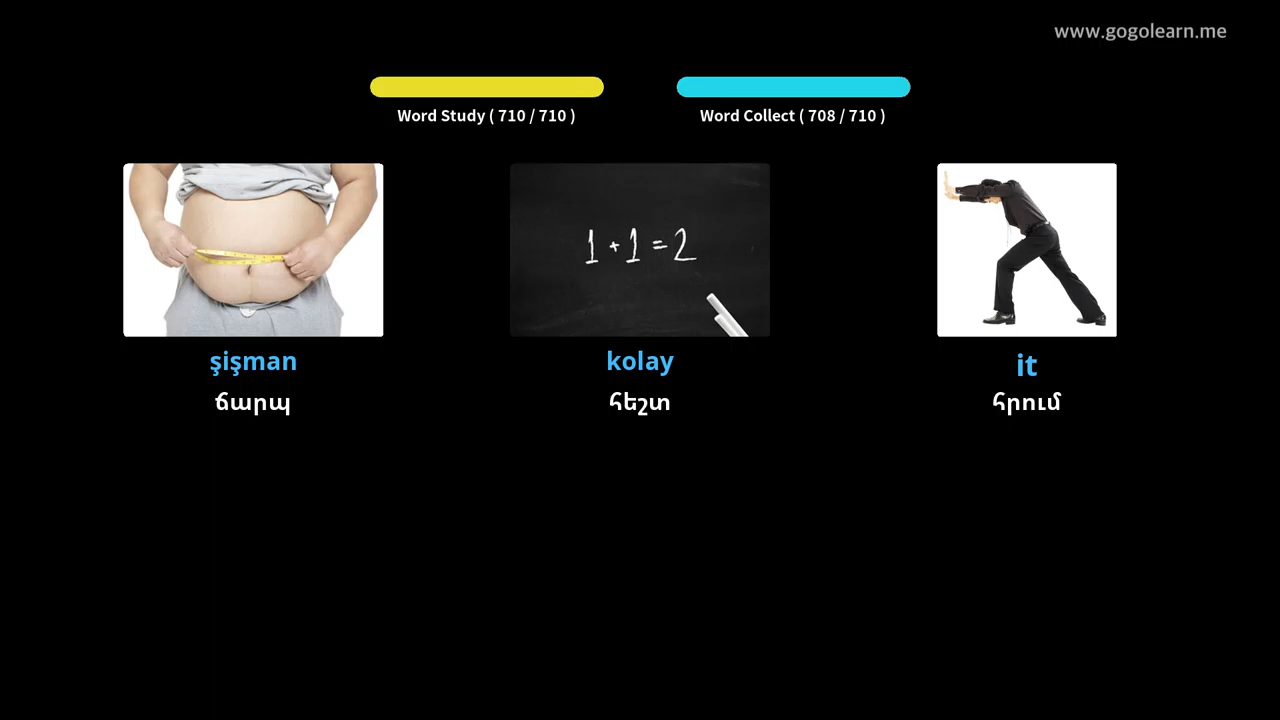 www.gogolearn.me
Word Study ( 710 / 710 )
Word Collect ( 708 / 710 )
1 + 1 = 2
şişman
kolay
it
ճարպ
հեշտ
հրում